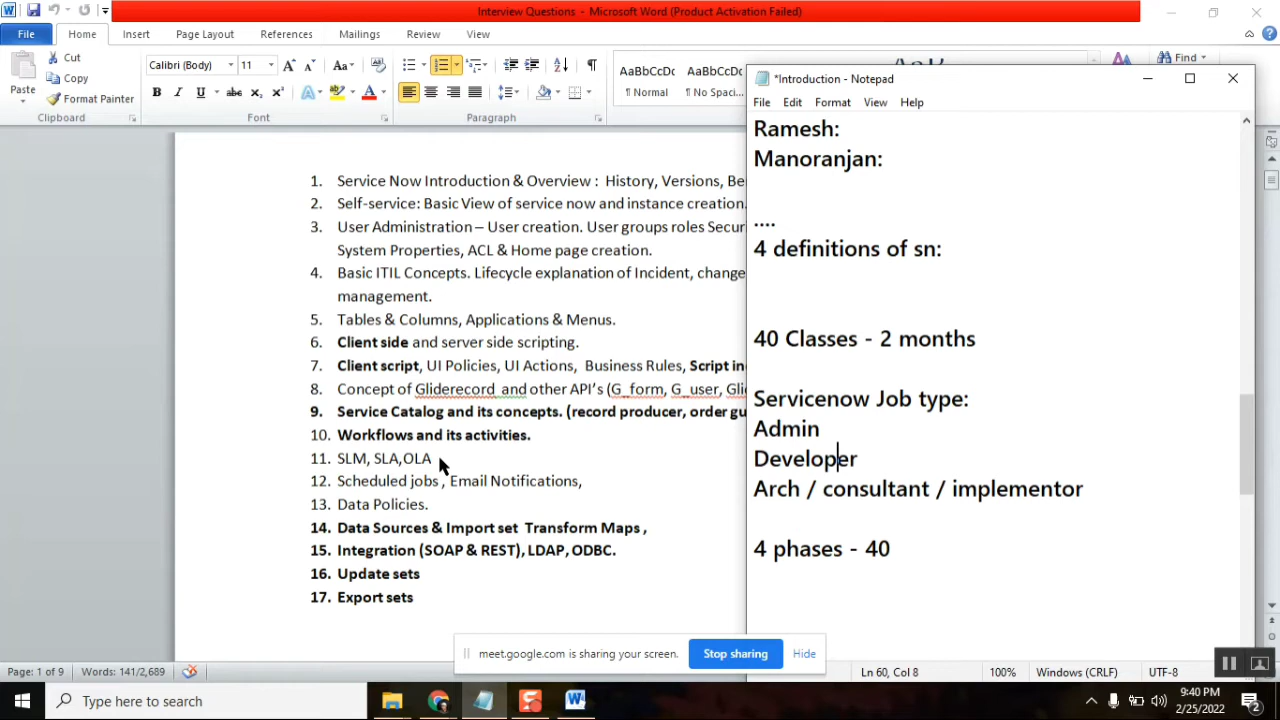 Interview Questions - Microsoft Word (Product Activation Failed)
File Home Insert Page Layout References Mailings Review View
Paste
Cut
Copy
Format Painter
Clipboard
Calibri (Body) 11
Font
Paragraph
AaBbCcDc AaBbCcDc
¶ Normal ¶ No Spaci...
Find
1. Service Now Introduction & Overview : History, Versions, Be
2. Self-service: Basic View of service now and instance creation.
3. User Administration – User creation. User groups roles Secur
System Properties, ACL & Home page creation.
4. Basic ITIL Concepts. Lifecycle explanation of Incident, change
management.
5. Tables & Columns, Applications & Menus.
6. Client side and server side scripting.
7. Client script, UI Policies, UI Actions, Business Rules, Script in
8. Concept of Gliderecord and other API's (G_form, G_user, Gli
9. Service Catalog and its concepts. (record producer, order gu
10. Workflows and its activities.
11. SLM, SLA,OLA
12. Scheduled jobs , Email Notifications,
13. Data Policies.
14. Data Sources & Import set Transform Maps ,
15. Integration (SOAP & REST), LDAP, ODBC.
16. Update sets
17. Export sets
*Introduction - Notepad
File Edit Format View Help
Ramesh:
Manoranjan:
....
4 definitions of sn:
40 Classes - 2 months
Servicenow Job type:
Admin
Developer
Arch / consultant / implementor
4 phases - 40
Ln 60, Col 8 100% Windows (CRLF) UTF-8
meet.google.com is sharing your screen. Stop sharing Hide
Page: 1 of 9 Words: 141/2,689
Type here to search
9:40 PM
2/25/2022
2